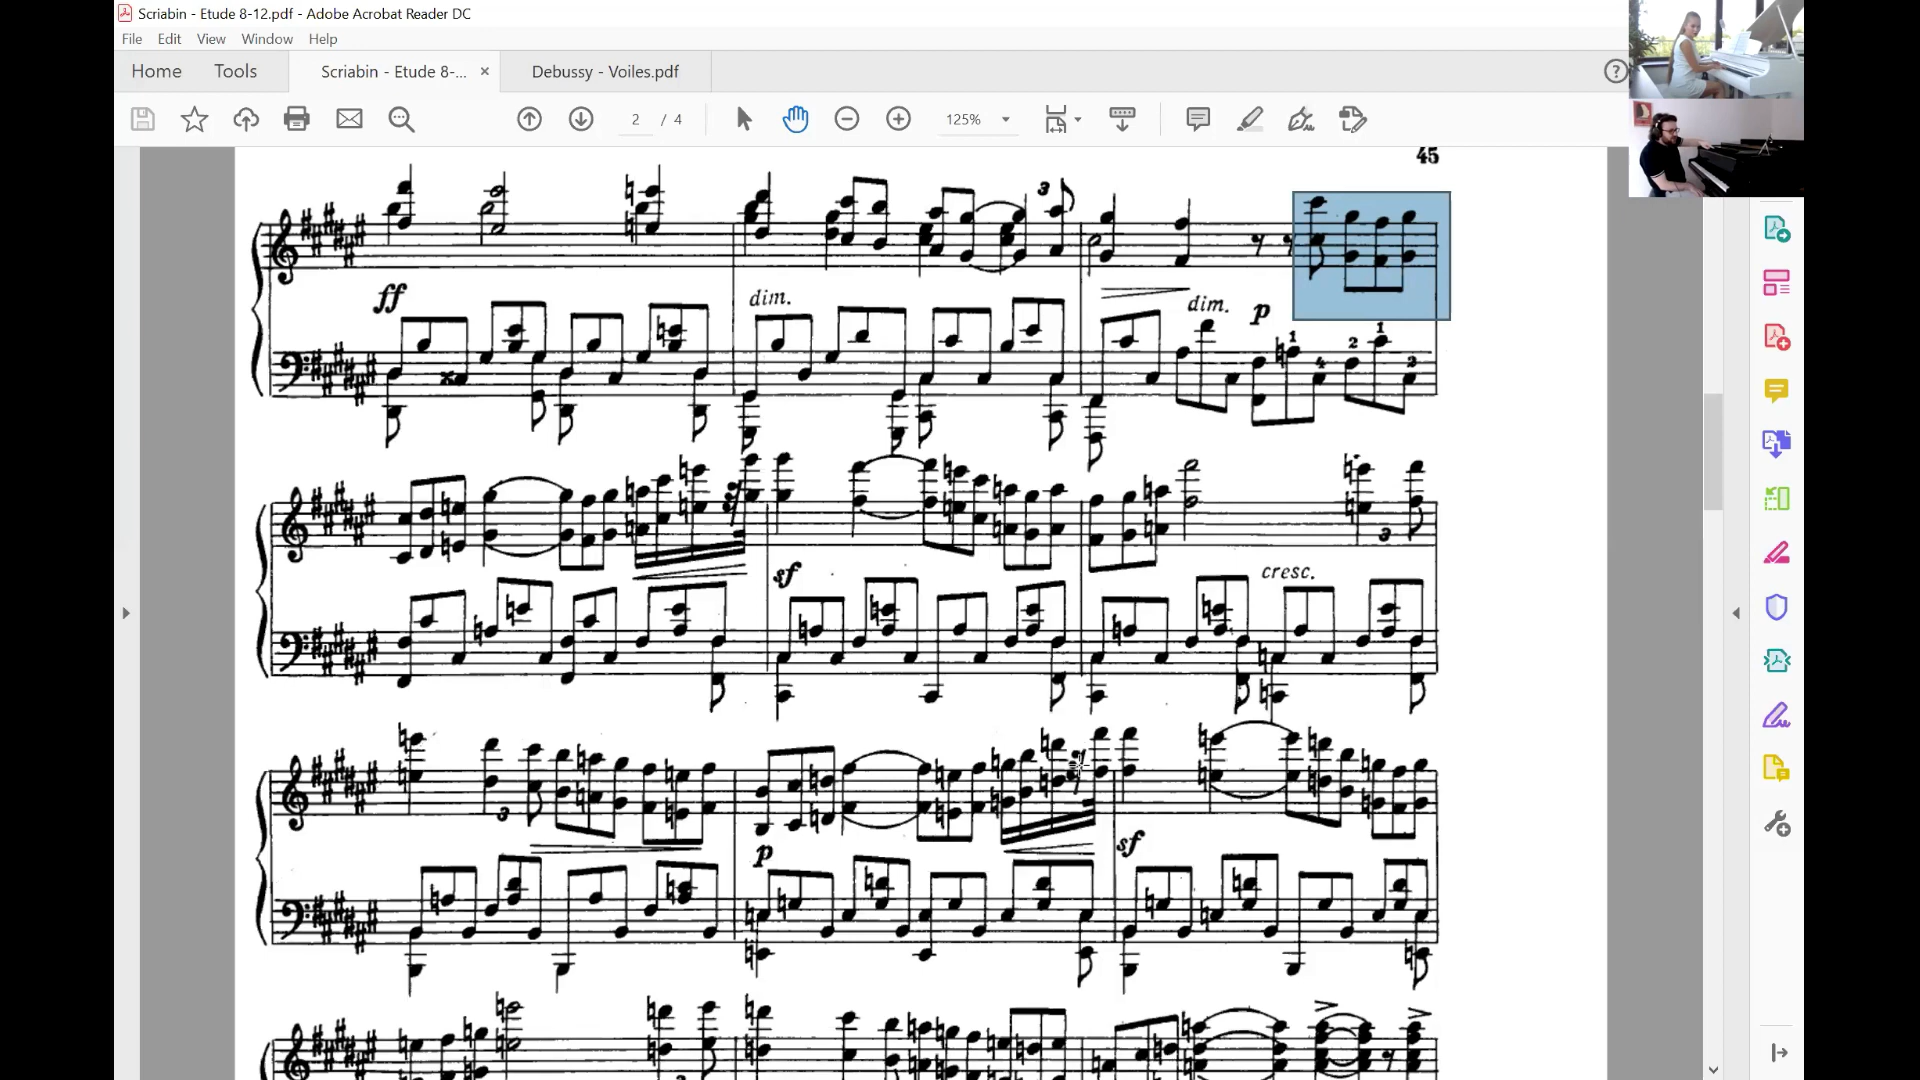 Scriabin - Etude 8-12.pdf - Adobe Acrobat Reader DC
File Edit View Window Help
Home Tools Scriabin - Etude 8-... × Debussy - Voiles.pdf
2 / 4 125%
45
3
ff dim. dim. p
1 4 2 1 2
sf cresc. 3
3 p sf